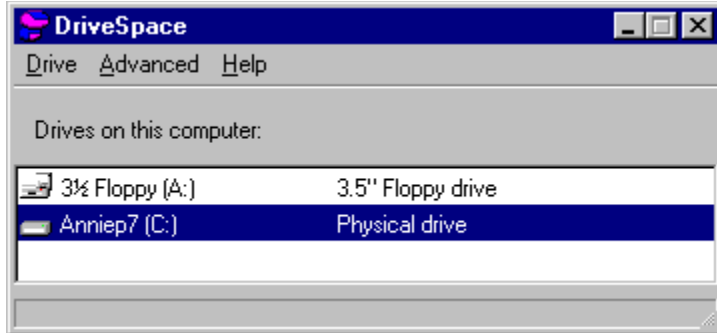 DriveSpace
Drive Advanced Help
Drives on this computer:
3½ Floppy (A:) 3.5" Floppy drive
Anniep7 (C:) Physical drive